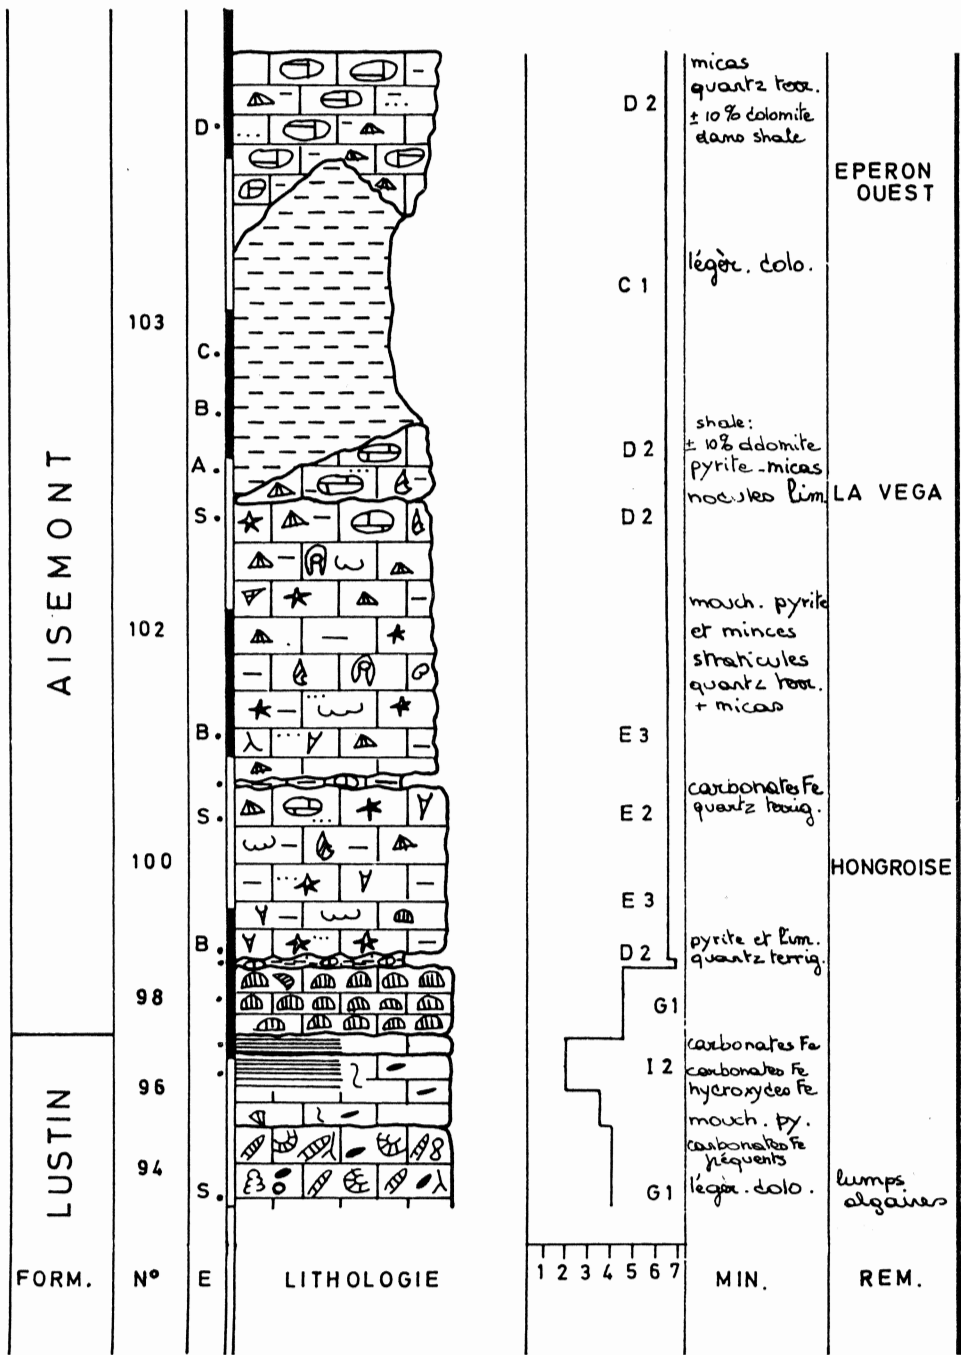 micas
quartz terr.
D 2
± 10% dolomite
dans shale
D.
EPERON
OUEST
légèr. dolo.
C 1
103
C.
B.
shale:
D 2
± 10% dolomite
A.
pyrite - micas
nodules lim.
LA VEGA
S.
D 2
AISEMONT
mouch. pyrite
102
et minces
straticules
quartz terr.
+ micas
B.
E 3
carbonates Fe
S.
E 2
quartz terrig.
100
HONGROISE
E 3
B.
D 2
pyrite et lim.
quartz terrig.
98
G1
carbonates Fe
I 2
carbonates Fe
96
hydroxydes Fe
LUSTIN
mouch. py.
carbonates Fe
fréquents
94
S.
G1
légèr. dolo.
lumps
algaires
1 2 3 4 5 6 7
FORM.
N°
E
LITHOLOGIE
MIN.
REM.